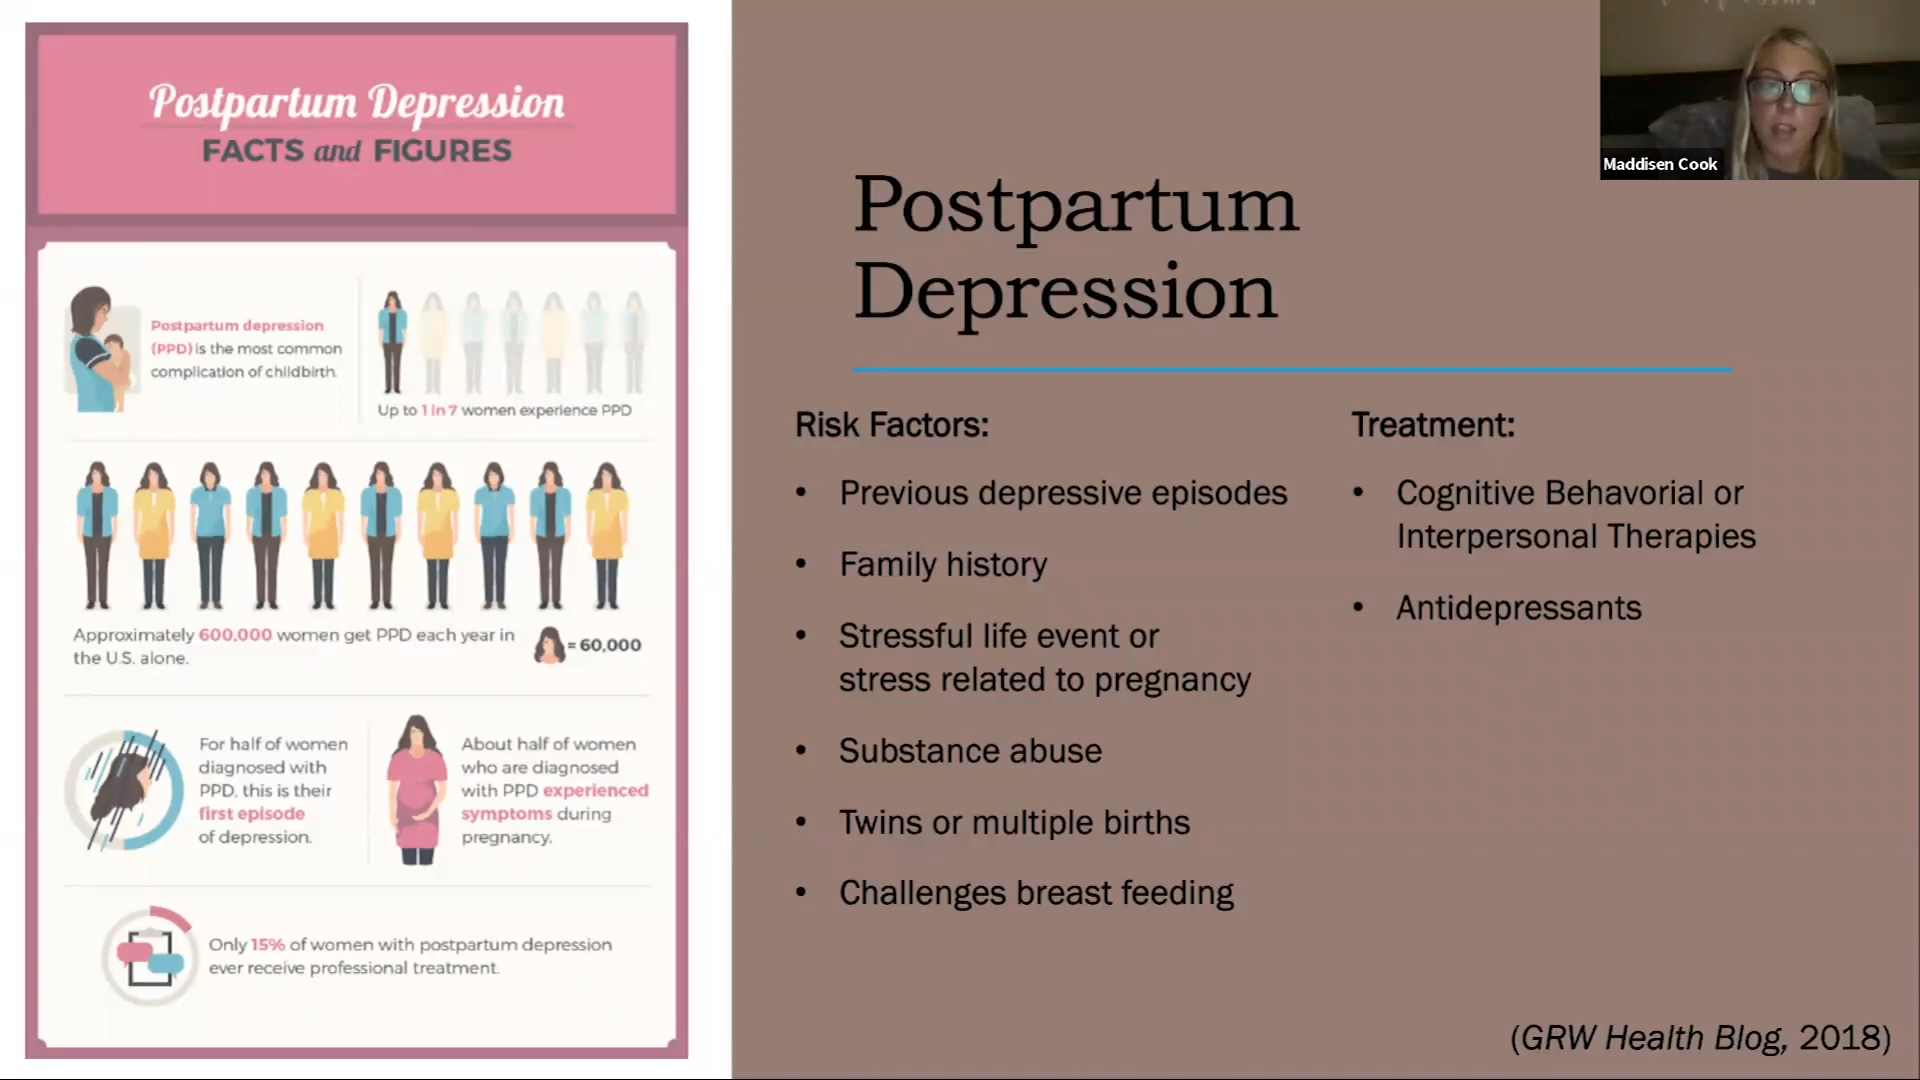 Postpartum Depression
FACTS and FIGURES
Postpartum depression
(PPD) is the most common
complication of childbirth.
Up to 1 in 7 women experience PPD
Approximately 600,000 women get PPD each year in
the U.S. alone.
= 60,000
For half of women
diagnosed with
PPD, this is their
first episode
of depression.
About half of women
who are diagnosed
with PPD experienced
symptoms during
pregnancy.
Only 15% of women with postpartum depression
ever receive professional treatment.
Maddisen Cook
Postpartum
Depression
Risk Factors:
• Previous depressive episodes
• Family history
• Stressful life event or
stress related to pregnancy
• Substance abuse
• Twins or multiple births
• Challenges breast feeding
Treatment:
• Cognitive Behavorial or
Interpersonal Therapies
• Antidepressants
(GRW Health Blog, 2018)